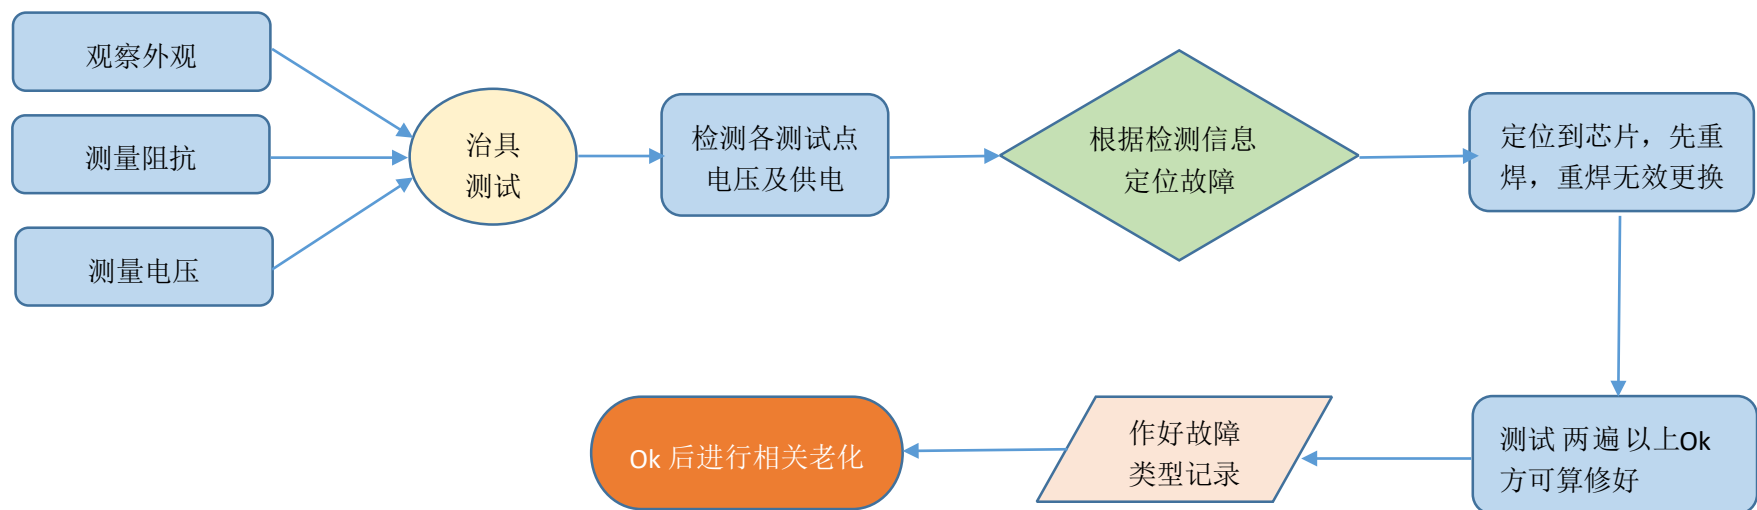 观察外观
测量阻抗
测量电压
治具
测试
检测各测试点
电压及供电
根据检测信息
定位故障
定位到芯片，先重
焊，重焊无效更换
测试 两遍 以上Ok
方可算修好
作好故障
类型记录
Ok 后进行相关老化